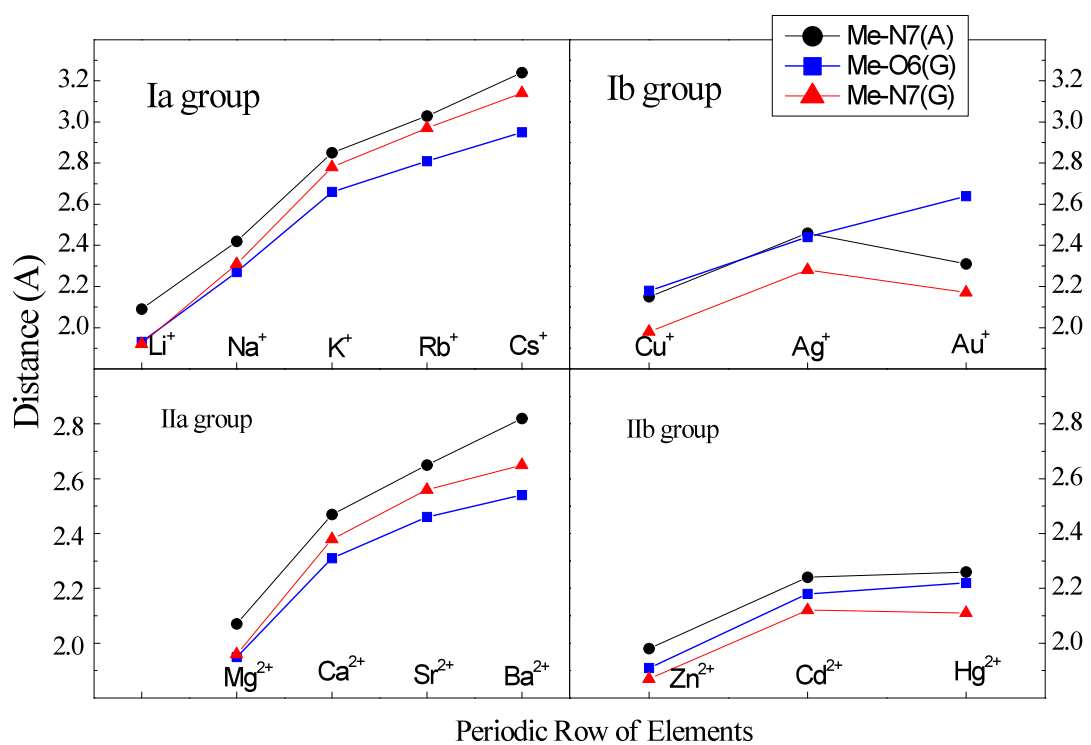 Me-N7(A)
Me-O6(G)
Me-N7(G)
Ia group
Ib group
3.2
3.0
2.8
2.6
2.4
2.2
2.0
3.2
3.0
2.8
2.6
2.4
2.2
2.0
Li⁺ Na⁺ K⁺ Rb⁺ Cs⁺
Cu⁺ Ag⁺ Au⁺
Distance (A)
IIa group
IIb group
2.8
2.6
2.4
2.2
2.0
2.8
2.6
2.4
2.2
2.0
Mg²⁺ Ca²⁺ Sr²⁺ Ba²⁺
Zn²⁺ Cd²⁺ Hg²⁺
Periodic Row of Elements